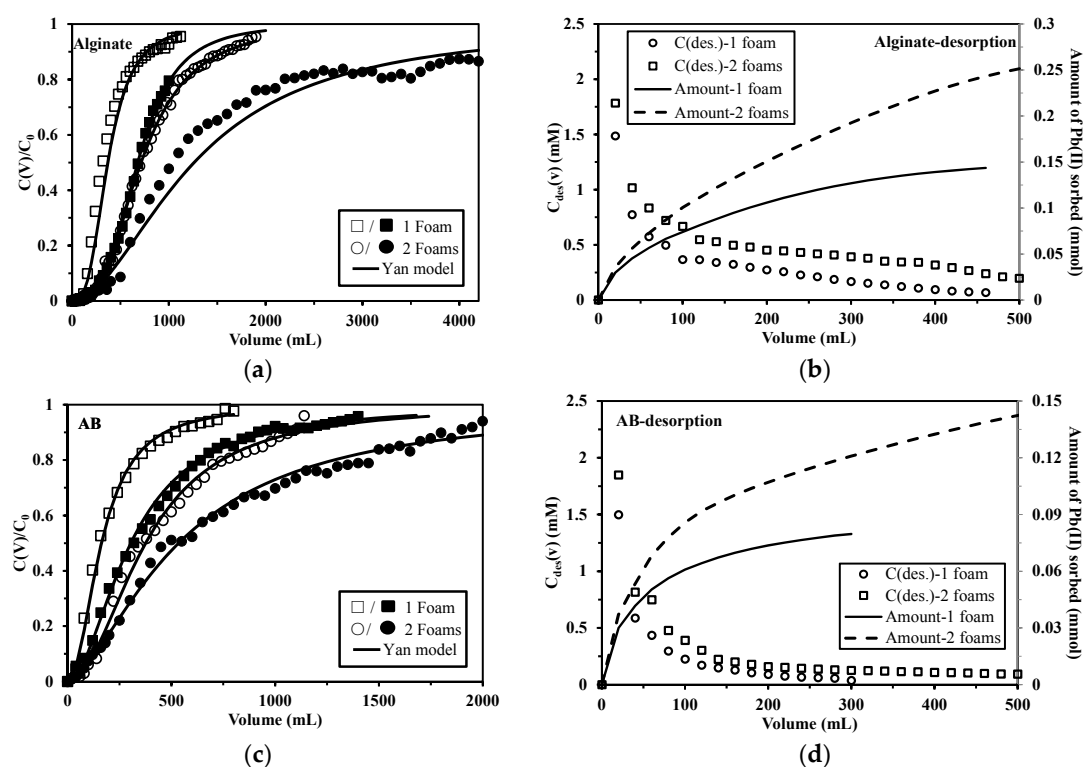 Alginate
C(V)/C0
1
0.8
0.6
0.4
0.2
0
□/■ 1 Foam
○/● 2 Foams
Yan model
0 1000 2000 3000 4000
Volume (mL)
(a)
Alginate-desorption
C(des.)-1 foam
C(des.)-2 foams
Amount-1 foam
Amount-2 foams
Cdes(v) (mM)
2.5
2
1.5
1
0.5
0
0.3
0.25
0.2
0.15
0.1
0.05
0
Amount of Pb(II) sorbed (mmol)
0 100 200 300 400 500
Volume (mL)
(b)
AB
C(V)/C0
1
0.8
0.6
0.4
0.2
0
□/■ 1 Foam
○/● 2 Foams
Yan model
0 500 1000 1500 2000
Volume (mL)
(c)
AB-desorption
Cdes(v) (mM)
2.5
2
1.5
1
0.5
0
C(des.)-1 foam
C(des.)-2 foams
Amount-1 foam
Amount-2 foams
0.15
0.12
0.09
0.06
0.03
0
Amount of Pb(II) sorbed (mmol)
0 100 200 300 400 500
Volume (mL)
(d)